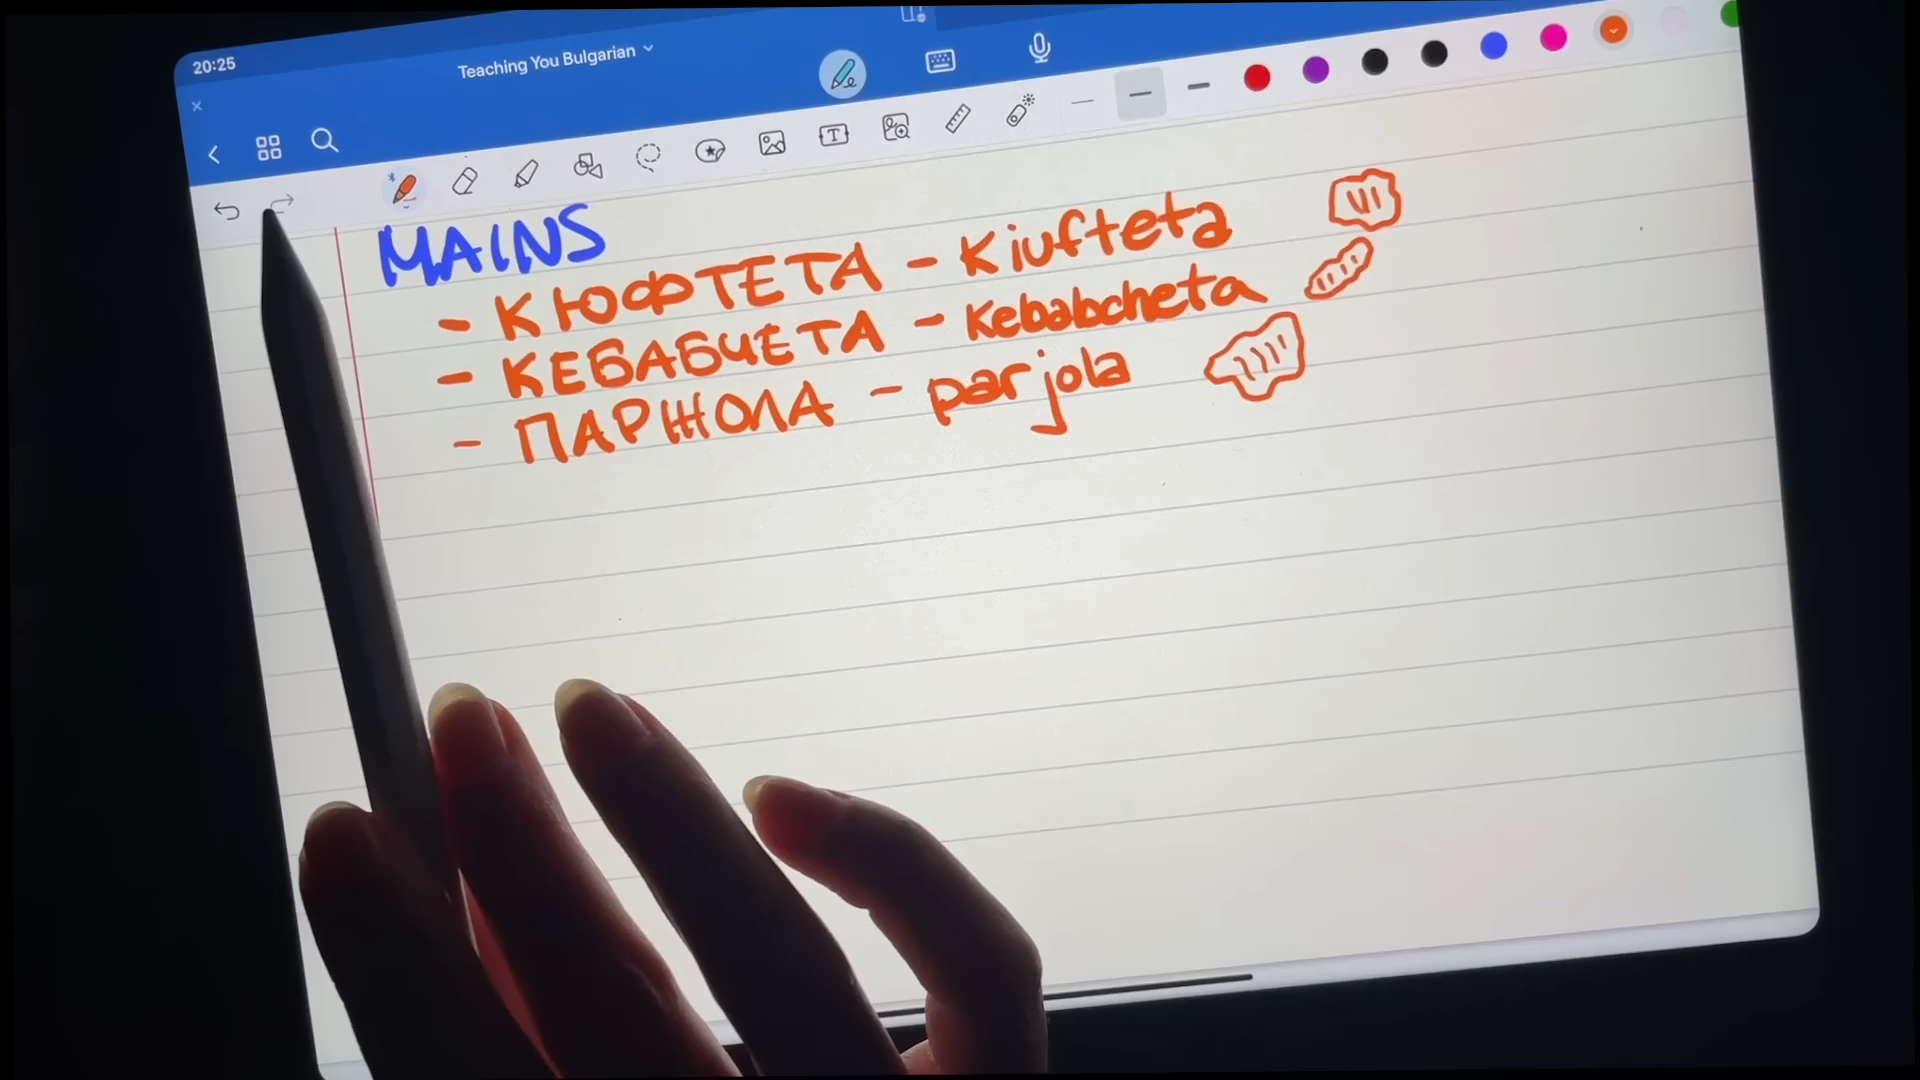 20:25
Teaching You Bulgarian
MAINS
- КЮФТЕТА - Kiufteta
- КЕБАБЧЕТА - Kebabcheta
- ПАРЖОЛА - parjola